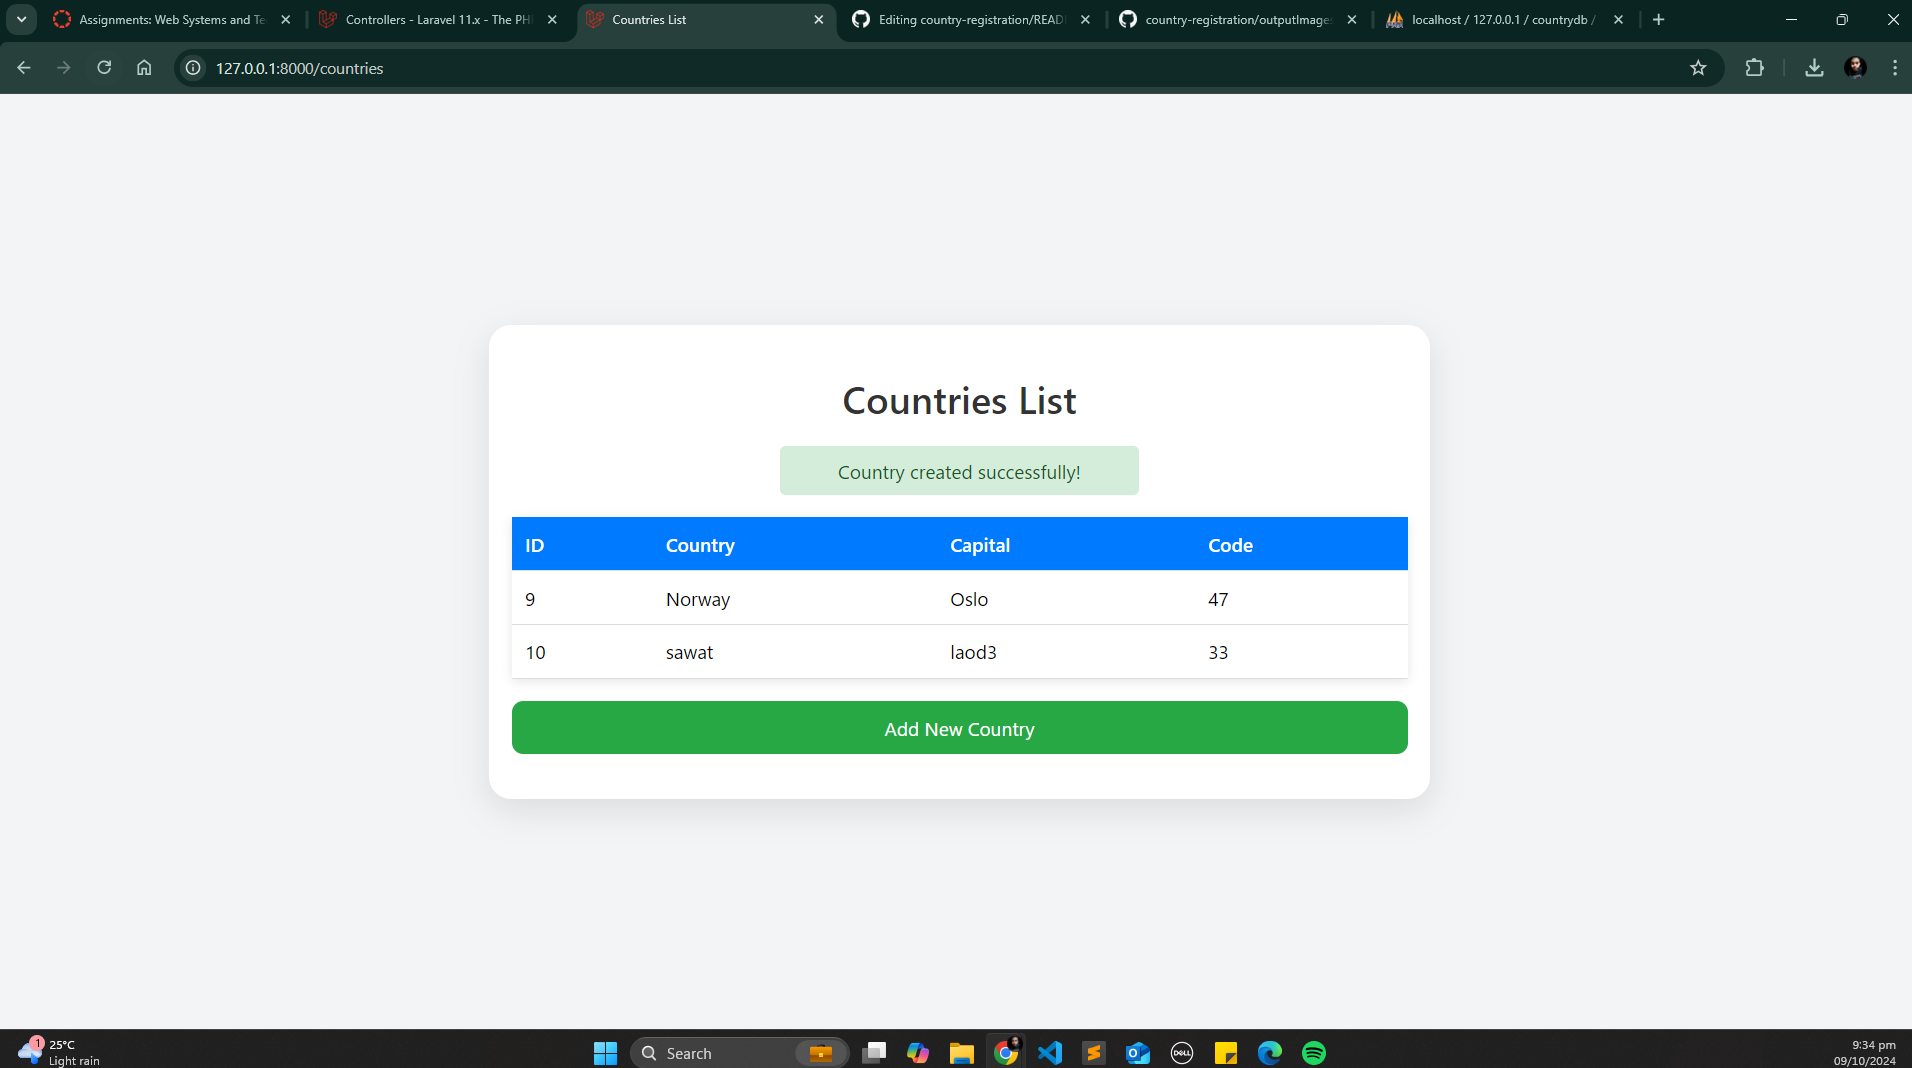 Assignments: Web Systems and Te
Controllers - Laravel 11.x - The PH
Countries List
Editing country-registration/READ
country-registration/outputImages
localhost / 127.0.0.1 / countrydb /
127.0.0.1:8000/countries
Countries List
Country created successfully!
ID Country Capital Code
9 Norway Oslo 47
10 sawat laod3 33
Add New Country
1
25°C
Light rain
Search
DELL
9:34 pm
09/10/2024